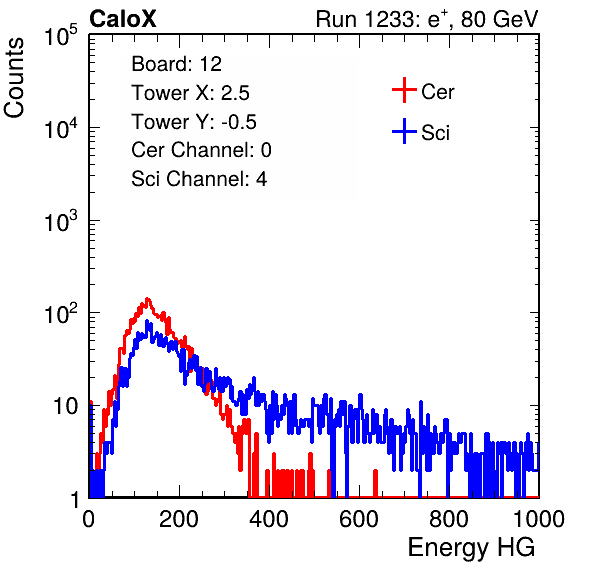 CaloX Run 1233: e⁺, 80 GeV
Counts
10⁵
10⁴
10³
10²
10
1
Board: 12
Tower X: 2.5
Tower Y: -0.5
Cer Channel: 0
Sci Channel: 4
Cer
Sci
0 200 400 600 800 1000
Energy HG